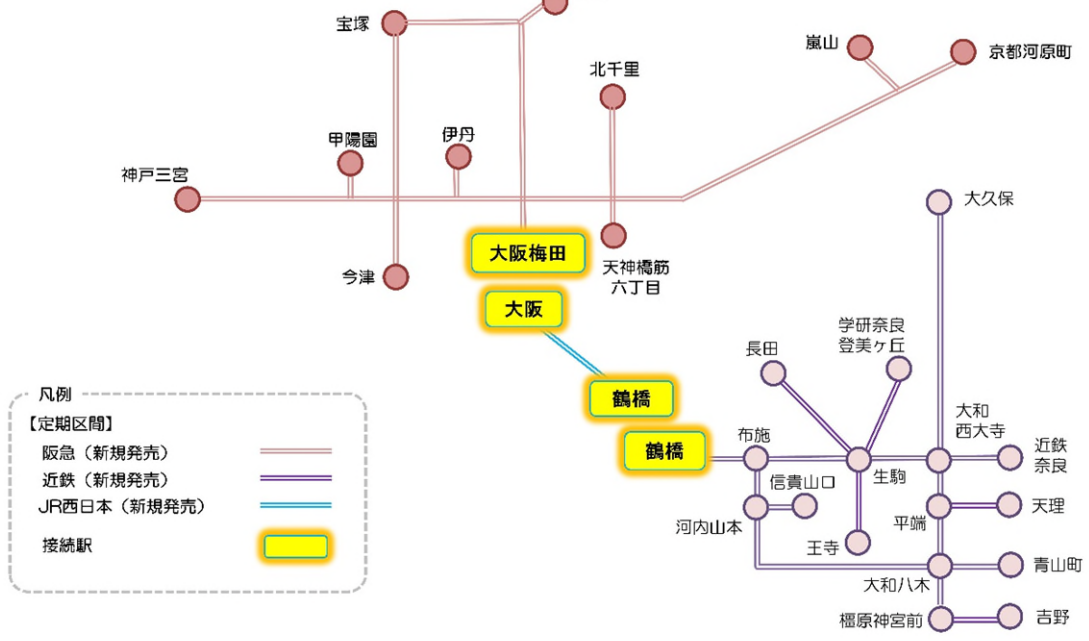 宝塚
嵐山
京都河原町
北千里
甲陽園
伊丹
神戸三宮
大久保
大阪梅田
天神橋筋
六丁目
今津
大阪
学研奈良
登美ヶ丘
長田
凡例
【定期区間】
阪急（新規発売）
近鉄（新規発売）
JR西日本（新規発売）
接続駅
鶴橋
鶴橋
布施
大和
西大寺
近鉄
奈良
生駒
信貴山口
河内山本
王寺
平端
天理
大和八木
青山町
橿原神宮前
吉野